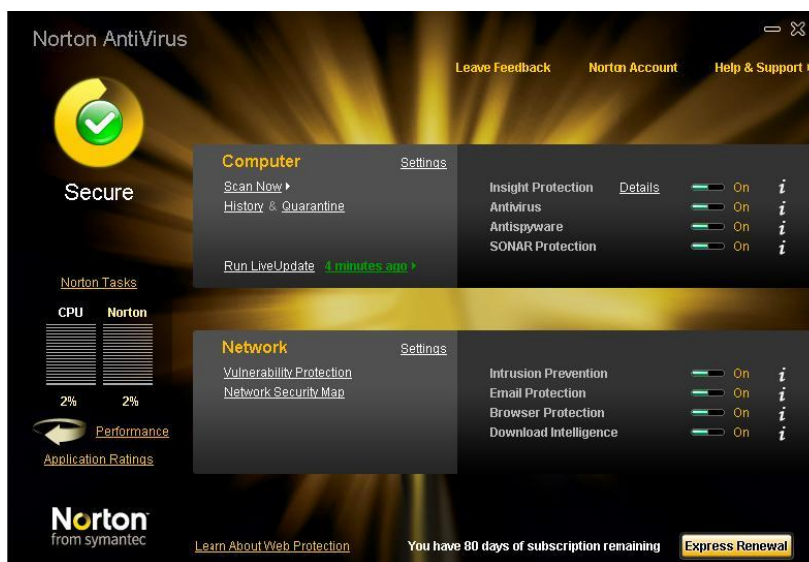 Norton AntiVirus
Leave Feedback Norton Account Help & Support
Secure
Computer Settings
Scan Now
History & Quarantine
Run LiveUpdate 4 minutes ago
Insight Protection Details On i
Antivirus On i
Antispyware On i
SONAR Protection On i
Norton Tasks
CPU Norton
2% 2%
Performance
Application Ratings
Network Settings
Vulnerability Protection
Network Security Map
Intrusion Prevention On i
Email Protection On i
Browser Protection On i
Download Intelligence On i
Norton
from symantec
Learn About Web Protection You have 80 days of subscription remaining Express Renewal